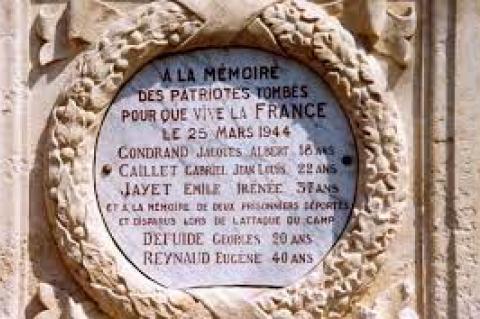 À LA MÉMOIRE
DES PATRIOTES TOMBÉS
POUR QUE VIVE LA FRANCE
LE 25 MARS 1944
GONDRAND JACQUES ALBERT 18 ANS
CAILLET GABRIEL JEAN LOUIS 22 ANS
JAYET EMILE IRÉNÉE 37 ANS
ET A LA MÉMOIRE DE DEUX PRISONNIERS DÉPORTÉS
ET DISPARUS LORS DE L'ATTAQUE DU CAMP
DEFUIDE GEORGES 20 ANS
REYNAUD EUGÈNE 40 ANS